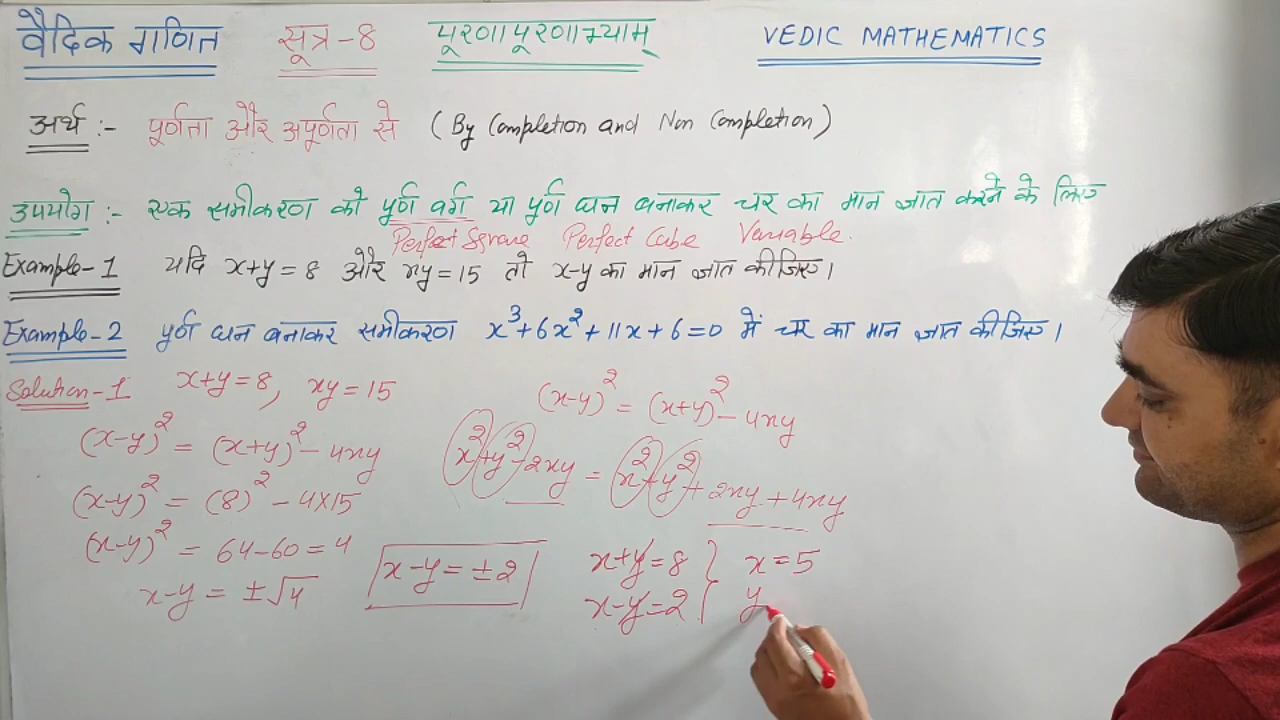 वैदिक गणित सूत्र-8 पूरणापूरणाभ्याम् VEDIC MATHEMATICS
अर्थ :- पूर्णता और अपूर्णता से (By Completion and Non Completion)
उपयोग :- एक समीकरण को पूर्ण वर्ग या पूर्ण घन बनाकर चर का मान ज्ञात करने के लिए
Perfect Square Perfect Cube Variable.
Example-1 यदि x+y=8 और xy=15 तो x-y का मान ज्ञात कीजिए।
Example-2 पूर्ण घन बनाकर समीकरण x³+6x²+11x+6=0 में चर का मान ज्ञात कीजिए।
Solution-1 x+y=8, xy=15
(x-y)² = (x+y)² - 4xy
(x-y)² = (x+y)² - 4xy
x²+y²-2xy = x²+y²+2xy+4xy
(x-y)² = (8)² - 4×15
(x-y)² = 64-60=4
x-y = ±√4
x-y = ±2
x+y=8 } x=5
x-y=2 } y